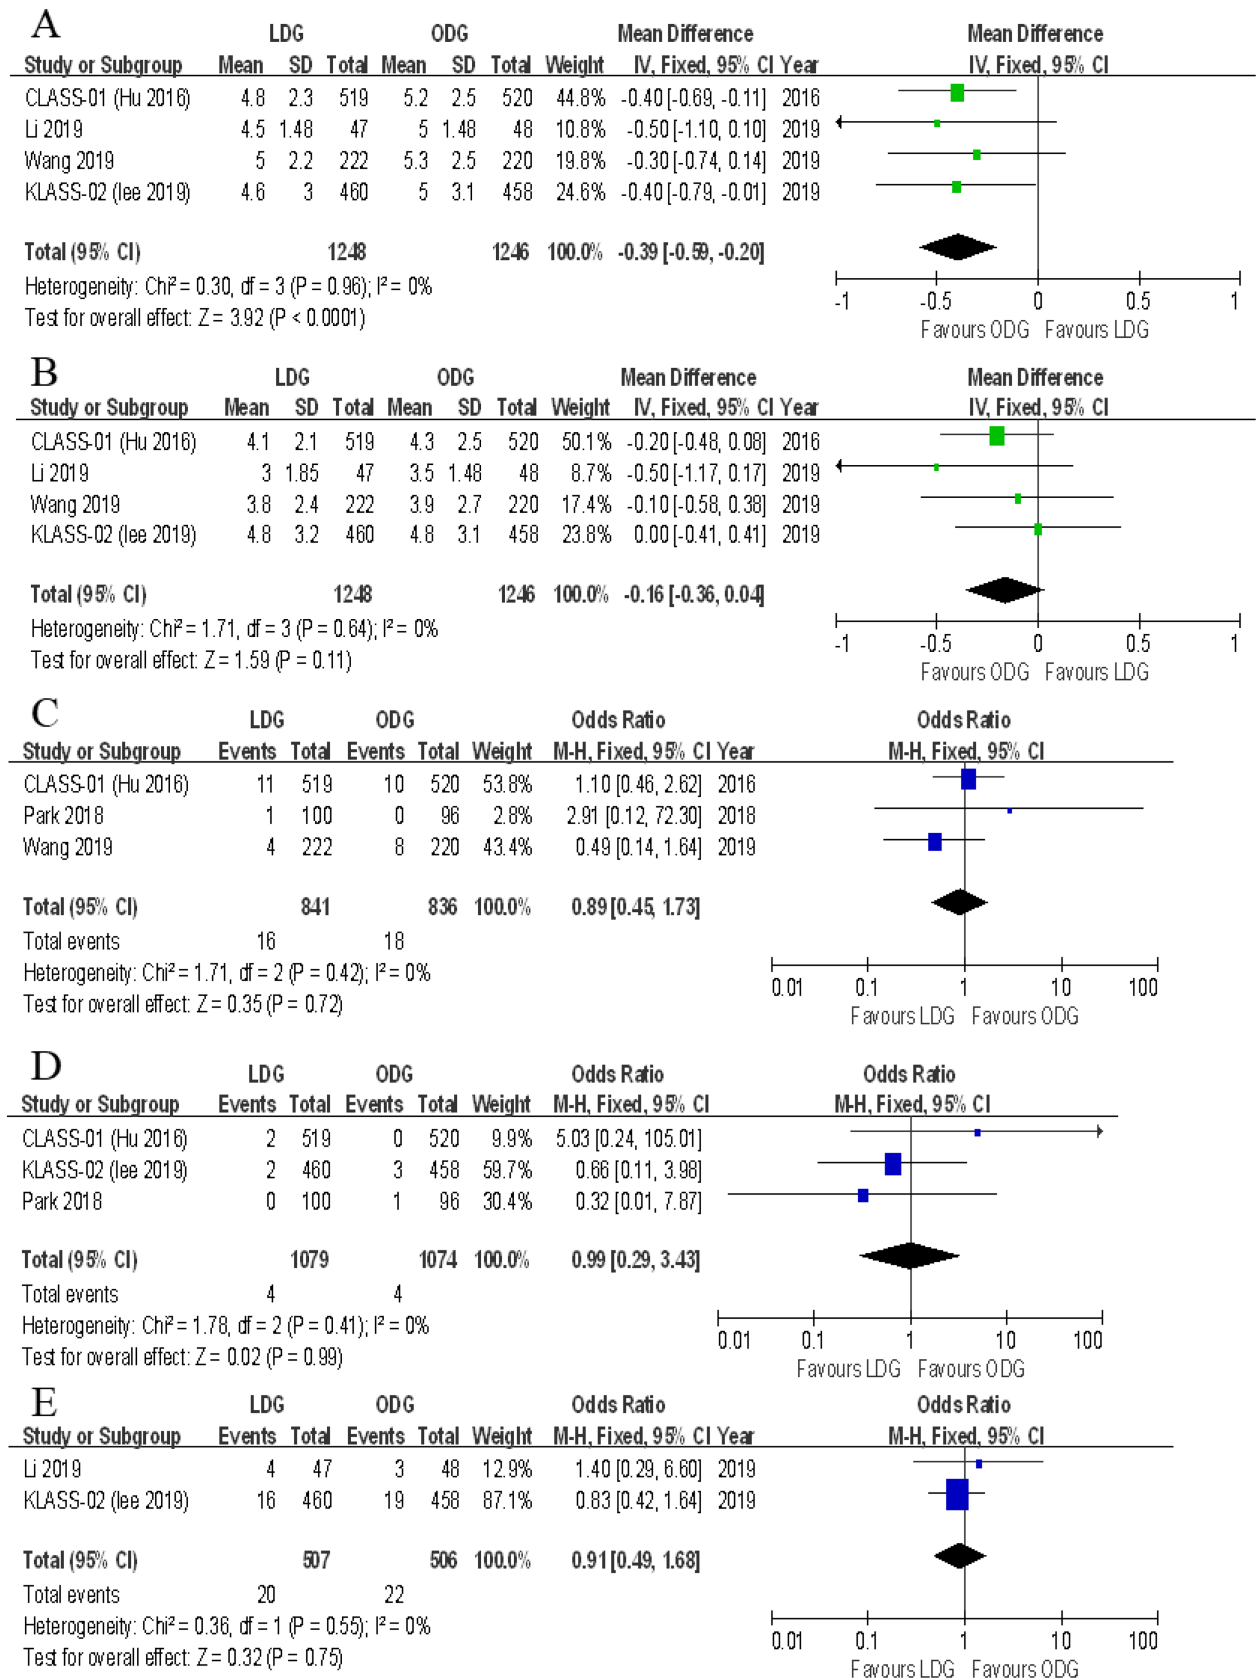 A
LDG ODG Mean Difference Mean Difference
Study or Subgroup Mean SD Total Mean SD Total Weight IV, Fixed, 95% CI Year IV, Fixed, 95% CI
CLASS-01 (Hu 2016) 4.8 2.3 519 5.2 2.5 520 44.8% -0.40 [-0.69, -0.11] 2016
Li 2019 4.5 1.48 47 5 1.48 48 10.8% -0.50 [-1.10, 0.10] 2019
Wang 2019 5 2.2 222 5.3 2.5 220 19.8% -0.30 [-0.74, 0.14] 2019
KLASS-02 (lee 2019) 4.6 3 460 5 3.1 458 24.6% -0.40 [-0.79, -0.01] 2019
Total (95% CI) 1248 1246 100.0% -0.39 [-0.59, -0.20]
Heterogeneity: Chi² = 0.30, df = 3 (P = 0.96); I² = 0%
Test for overall effect: Z = 3.92 (P < 0.0001)
-1 -0.5 0 0.5 1
Favours ODG Favours LDG
B
LDG ODG Mean Difference Mean Difference
Study or Subgroup Mean SD Total Mean SD Total Weight IV, Fixed, 95% CI Year IV, Fixed, 95% CI
CLASS-01 (Hu 2016) 4.1 2.1 519 4.3 2.5 520 50.1% -0.20 [-0.48, 0.08] 2016
Li 2019 3 1.85 47 3.5 1.48 48 8.7% -0.50 [-1.17, 0.17] 2019
Wang 2019 3.8 2.4 222 3.9 2.7 220 17.4% -0.10 [-0.58, 0.38] 2019
KLASS-02 (lee 2019) 4.8 3.2 460 4.8 3.1 458 23.8% 0.00 [-0.41, 0.41] 2019
Total (95% CI) 1248 1246 100.0% -0.16 [-0.36, 0.04]
Heterogeneity: Chi² = 1.71, df = 3 (P = 0.64); I² = 0%
Test for overall effect: Z = 1.59 (P = 0.11)
-1 -0.5 0 0.5 1
Favours ODG Favours LDG
C
LDG ODG Odds Ratio Odds Ratio
Study or Subgroup Events Total Events Total Weight M-H, Fixed, 95% CI Year M-H, Fixed, 95% CI
CLASS-01 (Hu 2016) 11 519 10 520 53.8% 1.10 [0.46, 2.62] 2016
Park 2018 1 100 0 96 2.8% 2.91 [0.12, 72.30] 2018
Wang 2019 4 222 8 220 43.4% 0.49 [0.14, 1.64] 2019
Total (95% CI) 841 836 100.0% 0.89 [0.45, 1.73]
Total events 16 18
Heterogeneity: Chi² = 1.71, df = 2 (P = 0.42); I² = 0%
Test for overall effect: Z = 0.35 (P = 0.72)
0.01 0.1 1 10 100
Favours LDG Favours ODG
D
LDG ODG Odds Ratio Odds Ratio
Study or Subgroup Events Total Events Total Weight M-H, Fixed, 95% CI M-H, Fixed, 95% CI
CLASS-01 (Hu 2016) 2 519 0 520 9.9% 5.03 [0.24, 105.01]
KLASS-02 (lee 2019) 2 460 3 458 59.7% 0.66 [0.11, 3.98]
Park 2018 0 100 1 96 30.4% 0.32 [0.01, 7.87]
Total (95% CI) 1079 1074 100.0% 0.99 [0.29, 3.43]
Total events 4 4
Heterogeneity: Chi² = 1.78, df = 2 (P = 0.41); I² = 0%
Test for overall effect: Z = 0.02 (P = 0.99)
0.01 0.1 1 10 100
Favours LDG Favours ODG
E
LDG ODG Odds Ratio Odds Ratio
Study or Subgroup Events Total Events Total Weight M-H, Fixed, 95% CI Year M-H, Fixed, 95% CI
Li 2019 4 47 3 48 12.9% 1.40 [0.29, 6.60] 2019
KLASS-02 (lee 2019) 16 460 19 458 87.1% 0.83 [0.42, 1.64] 2019
Total (95% CI) 507 506 100.0% 0.91 [0.49, 1.68]
Total events 20 22
Heterogeneity: Chi² = 0.36, df = 1 (P = 0.55); I² = 0%
Test for overall effect: Z = 0.32 (P = 0.75)
0.01 0.1 1 10 100
Favours LDG Favours ODG